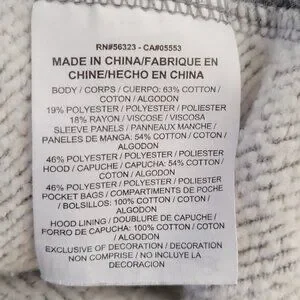 RN#56323 - CA#05553
MADE IN CHINA/FABRIQUE EN
CHINE/HECHO EN CHINA
BODY / CORPS / CUERPO: 63% COTTON /
COTON / ALGODON
19% POLYESTER / POLYESTER / POLIESTER
18% RAYON / VISCOSE / VISCOSA
SLEEVE PANELS / PANNEAUX MANCHE /
PANELES DE MANGA: 54% COTTON / COTON /
ALGODON
46% POLYESTER / POLYESTER / POLIESTER
HOOD / CAPUCHE / CAPUCHA: 54% COTTON /
COTON / ALGODON
46% POLYESTER / POLYESTER / POLIESTER
POCKET BAGS / COMPARTIMENTS DE POCHE
/ BOLSILLOS: 100% COTTON / COTON /
ALGODON
HOOD LINING / DOUBLURE DE CAPUCHE /
FORRO DE CAPUCHA: 100% COTTON / COTON /
ALGODON
EXCLUSIVE OF DECORATION / DECORATION
NON COMPRISE / NO INCLUYE LA
DECORACION